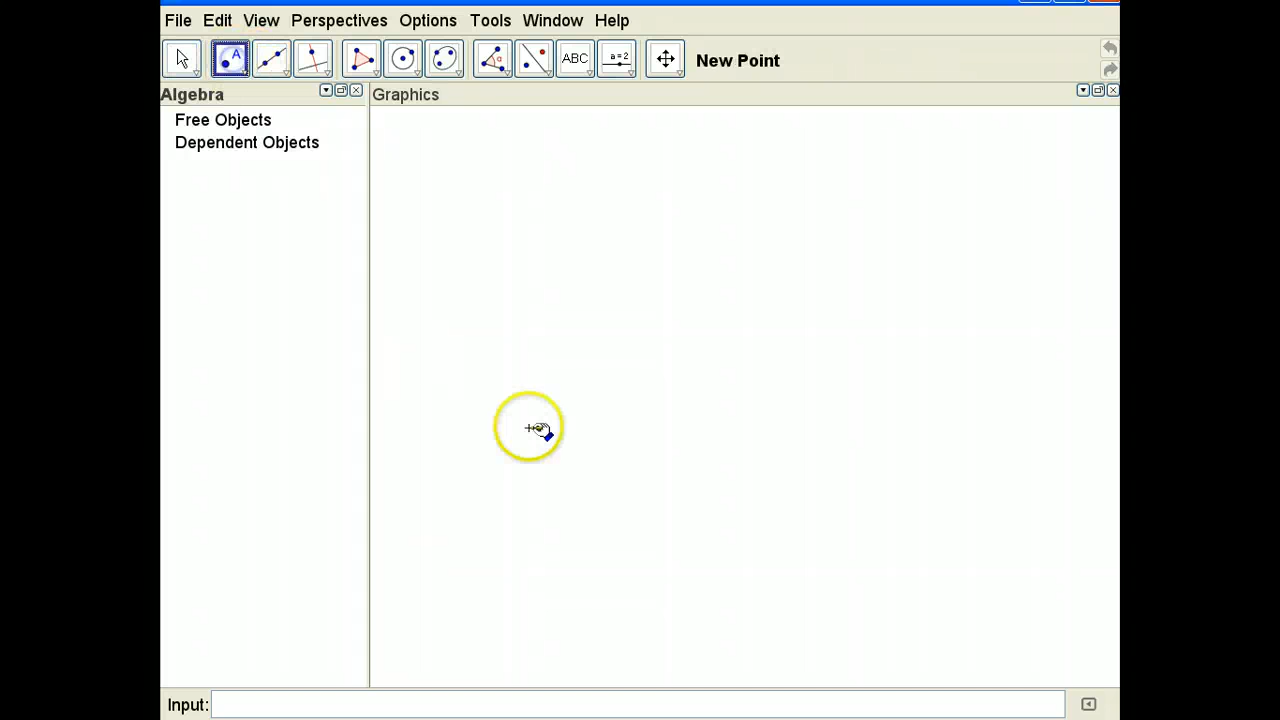 File Edit View Perspectives Options Tools Window Help
A α ABC a=2 New Point
Algebra Graphics
Free Objects
Dependent Objects
Input: